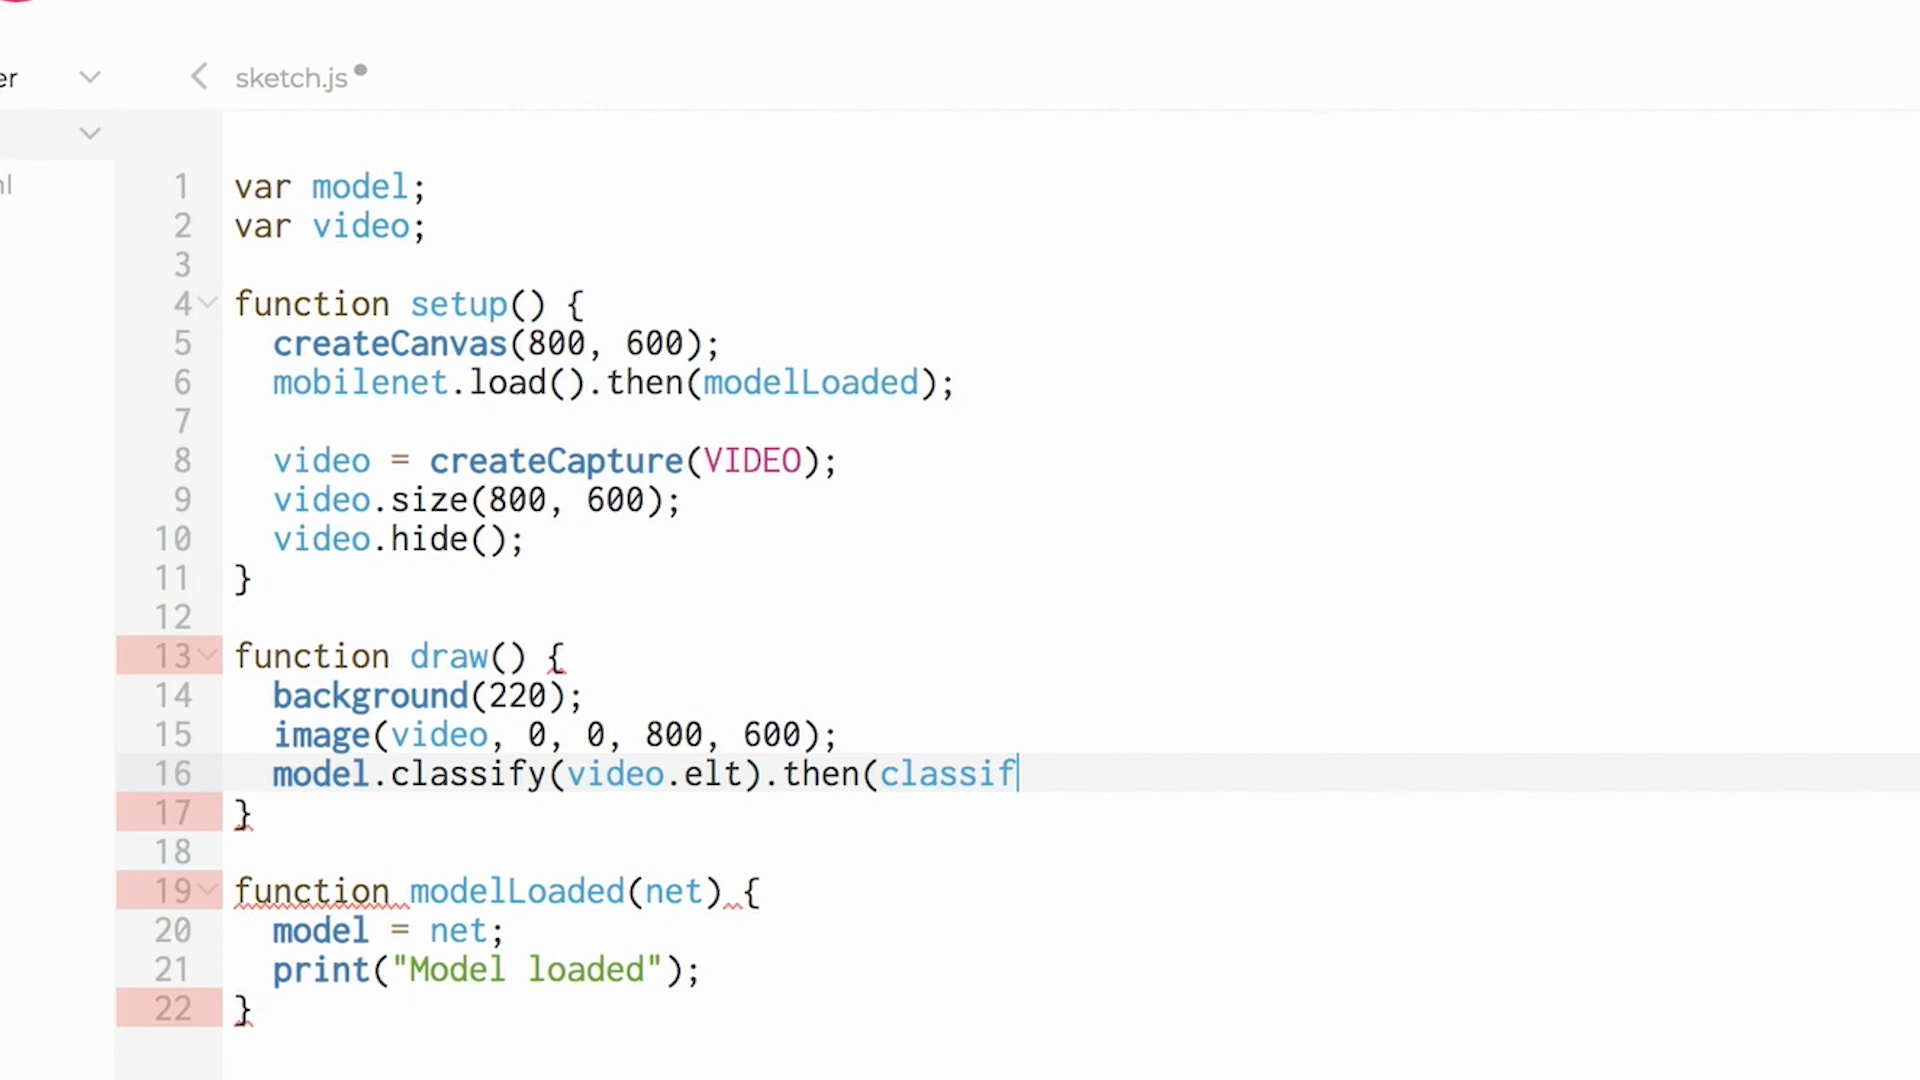 er
sketch.js
nl
1 var model;
2 var video;
3
4 function setup() {
5 createCanvas(800, 600);
6 mobilenet.load().then(modelLoaded);
7
8 video = createCapture(VIDEO);
9 video.size(800, 600);
10 video.hide();
11 }
12
13 function draw() {
14 background(220);
15 image(video, 0, 0, 800, 600);
16 model.classify(video.elt).then(classif
17 }
18
19 function modelLoaded(net) {
20 model = net;
21 print("Model loaded");
22 }